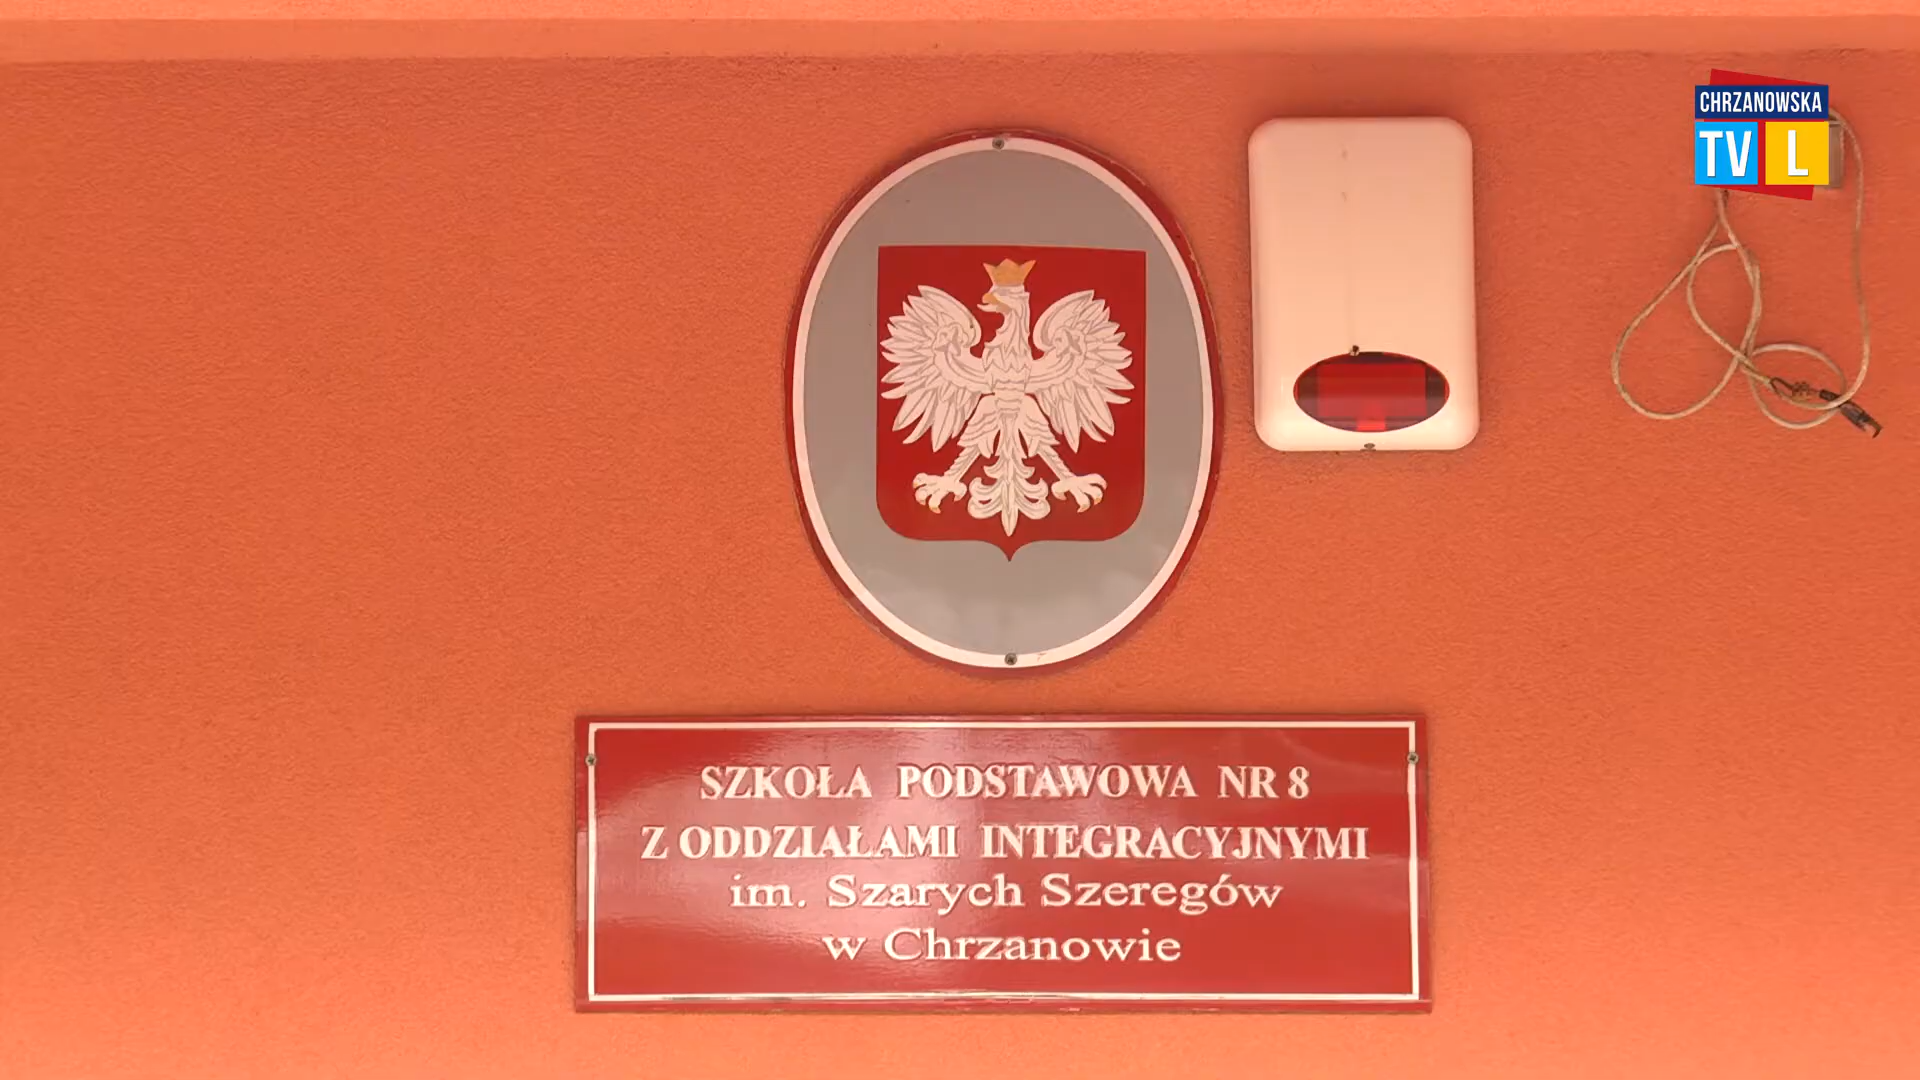 CHRZANOWSKA
TV L
SZKOŁA PODSTAWOWA NR 8
Z ODDZIAŁAMI INTEGRACYJNYMI
im. Szarych Szeregów
w Chrzanowie